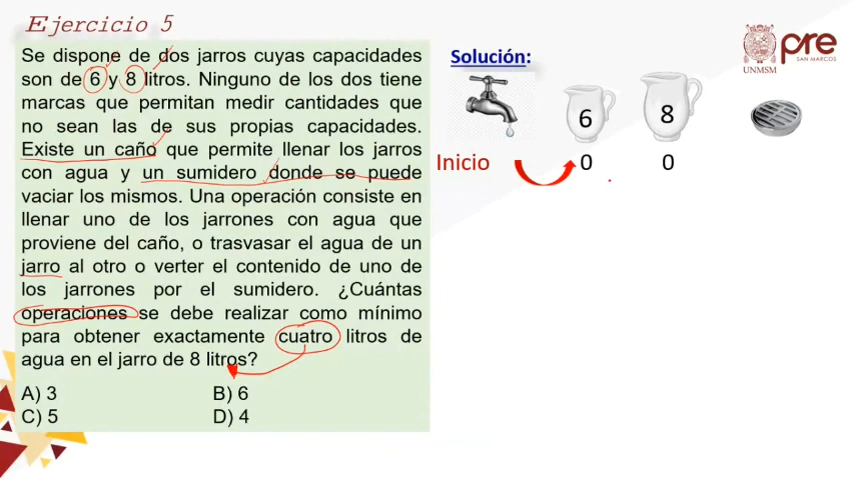 Ejercicio 5
Se dispone de dos jarros cuyas capacidades
son de 6 y 8 litros. Ninguno de los dos tiene
marcas que permitan medir cantidades que
no sean las de sus propias capacidades.
Existe un caño que permite llenar los jarros
con agua y un sumidero donde se puede
vaciar los mismos. Una operación consiste en
llenar uno de los jarrones con agua que
proviene del caño, o trasvasar el agua de un
jarro al otro o verter el contenido de uno de
los jarrones por el sumidero. ¿Cuántas
operaciones se debe realizar como mínimo
para obtener exactamente cuatro litros de
agua en el jarro de 8 litros?
A) 3 B) 6
C) 5 D) 4
Solución:
6 8
Inicio 0 0
UNMSM
pre
SAN MARCOS